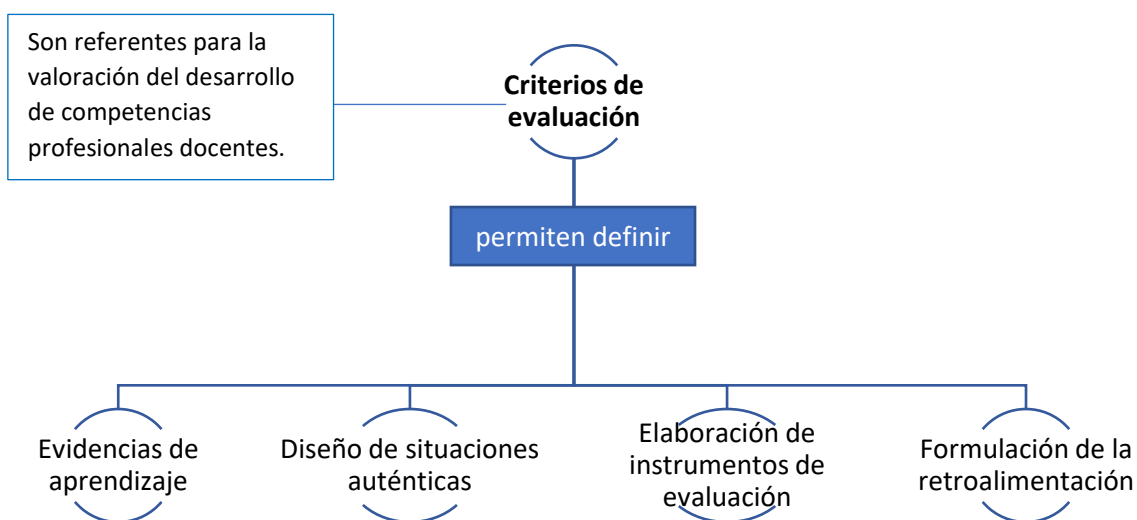 Son referentes para la
valoración del desarrollo
de competencias
profesionales docentes.
Criterios de
evaluación
permiten definir
Evidencias de
aprendizaje
Diseño de situaciones
auténticas
Elaboración de
instrumentos de
evaluación
Formulación de la
retroalimentación